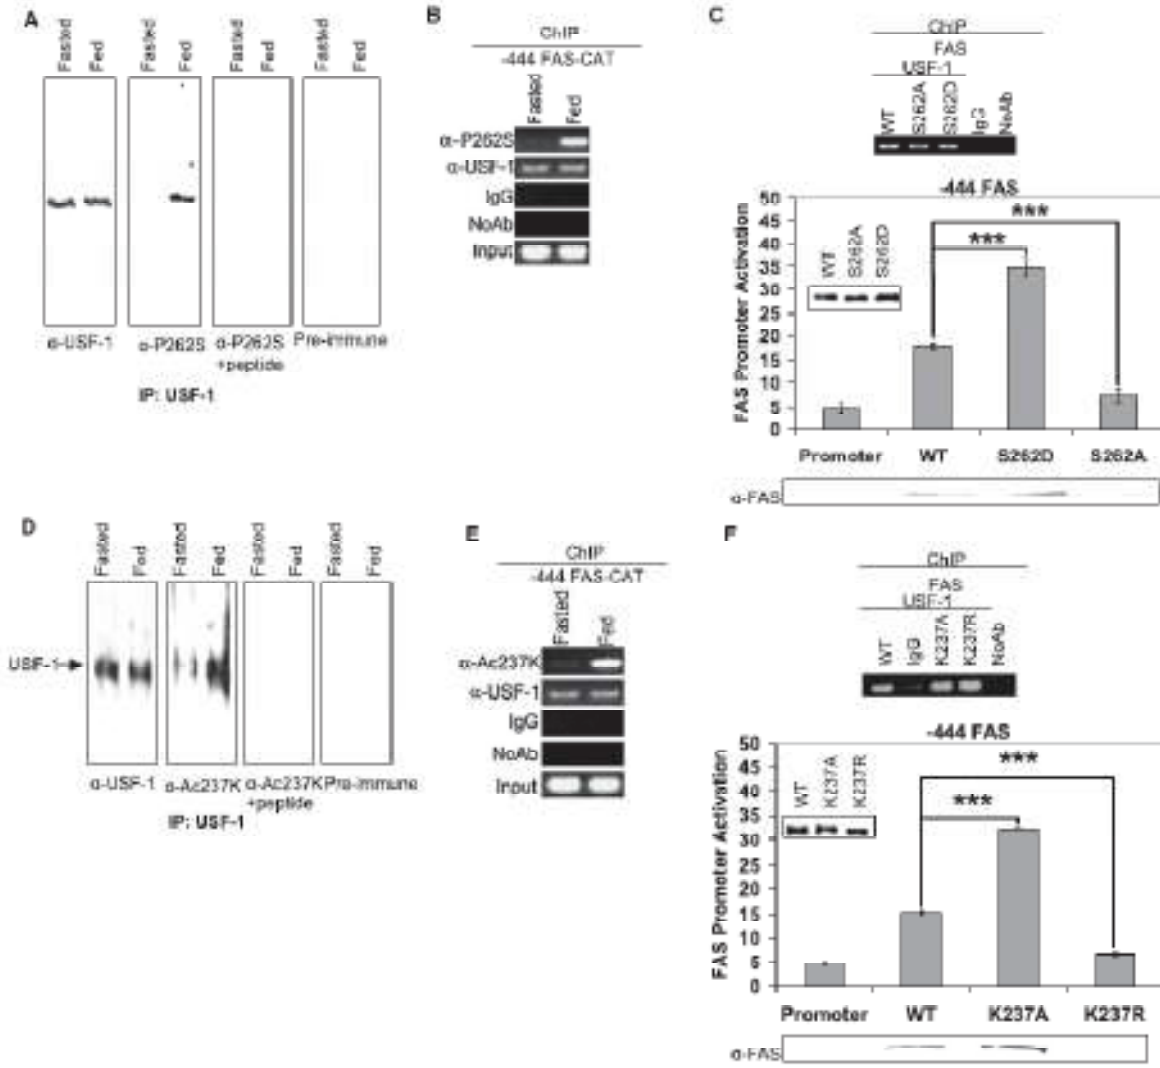 A
Fasted Fed Fasted Fed Fasted Fed Fasted Fed
α-USF-1 α-P262S α-P262S +peptide Pre-immune
IP: USF-1
B
ChIP
-444 FAS-CAT
Fasted Fed
α-P262S
α-USF-1
IgG
NoAb
Input
C
ChIP
FAS
USF-1
WT S262A S262D IgG NoAb
-444 FAS
FAS Promoter Activation
50
45
40
35
30
25
20
15
10
5
0
***
***
WT S262A S262D
Promoter WT S262D S262A
α-FAS
D
Fasted Fed Fasted Fed Fasted Fed Fasted Fed
USF-1
α-USF-1 α-Ac237K α-Ac237K +peptide Pre-immune
IP: USF-1
E
ChIP
-444 FAS-CAT
Fasted Fed
α-Ac237K
α-USF-1
IgG
NoAb
Input
F
ChIP
FAS
USF-1
WT IgG K237A K237R NoAb
-444 FAS
FAS Promoter Activation
50
45
40
35
30
25
20
15
10
5
0
***
***
WT K237A K237R
Promoter WT K237A K237R
α-FAS